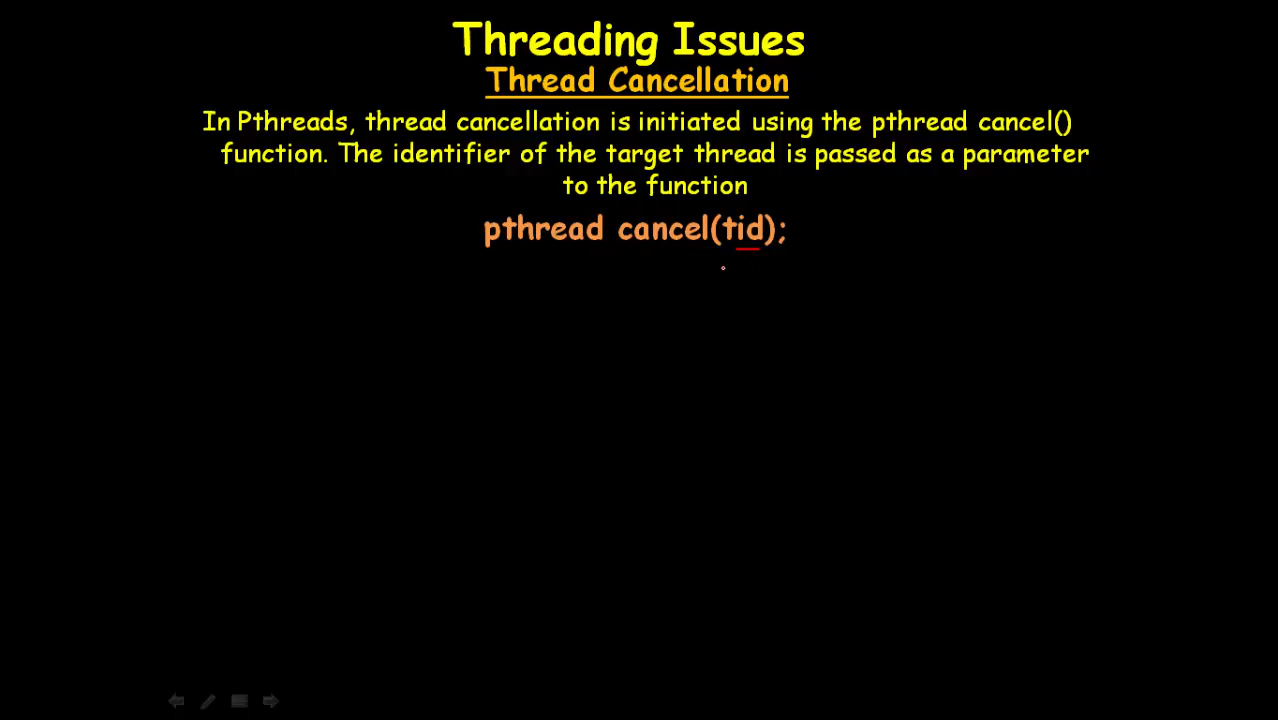 Threading Issues
Thread Cancellation
In Pthreads, thread cancellation is initiated using the pthread cancel()
function. The identifier of the target thread is passed as a parameter
to the function
pthread cancel(tid);